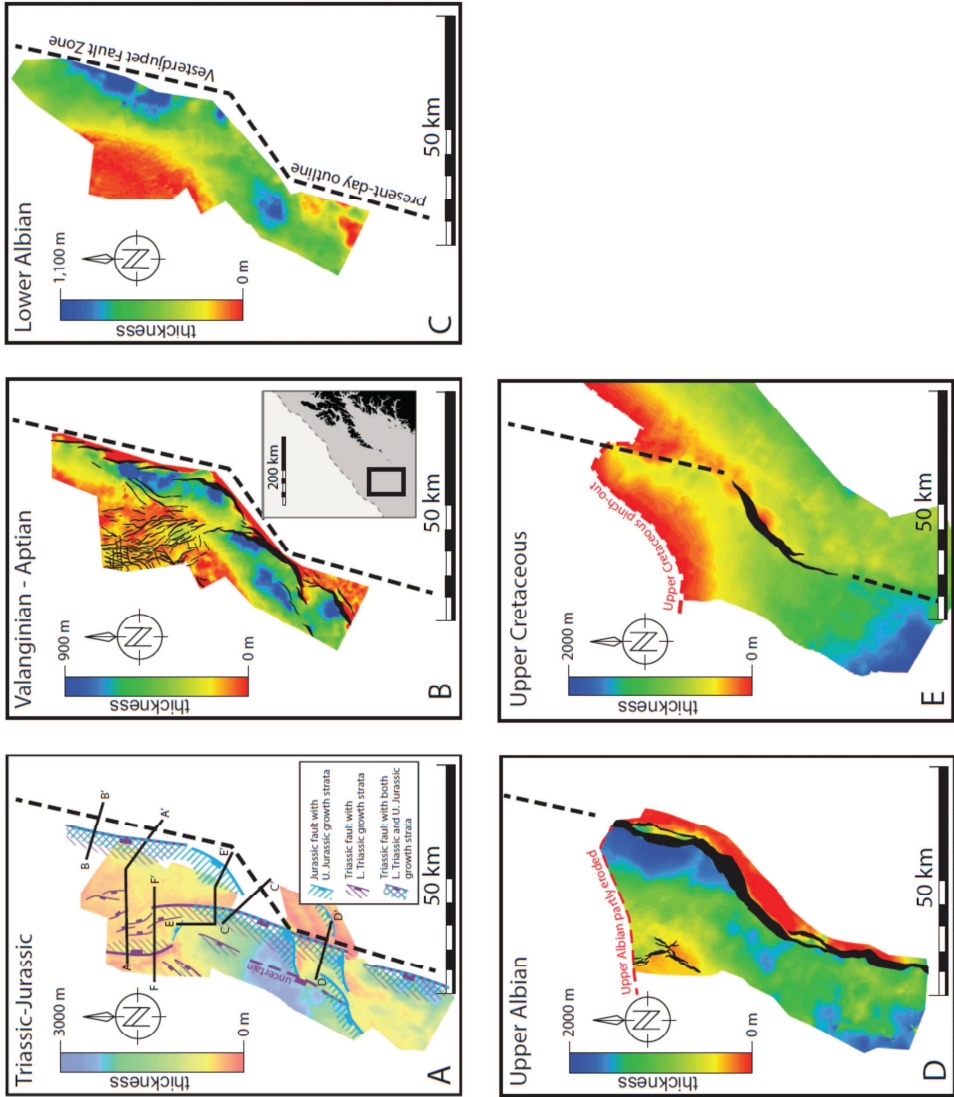 Triassic-Jurassic
3000 m
0 m
thickness
A
A'
B
B'
C
C'
D
D'
E
E'
F
F'
uncertain
Jurassic fault with
U. Jurassic growth strata
Triassic fault with
L. Triassic growth strata
Triassic fault with both
L. Triassic and U. Jurassic
growth strata
50 km
A
Valanginian - Aptian
900 m
0 m
thickness
200 km
50 km
B
Lower Albian
1,100 m
0 m
thickness
Vesterdjupet Fault Zone
present-day outline
50 km
C
Upper Albian
2000 m
0 m
thickness
Upper Albian partly eroded
50 km
D
Upper Cretaceous
2000 m
0 m
thickness
Upper Cretaceous pinch-out
50 km
E